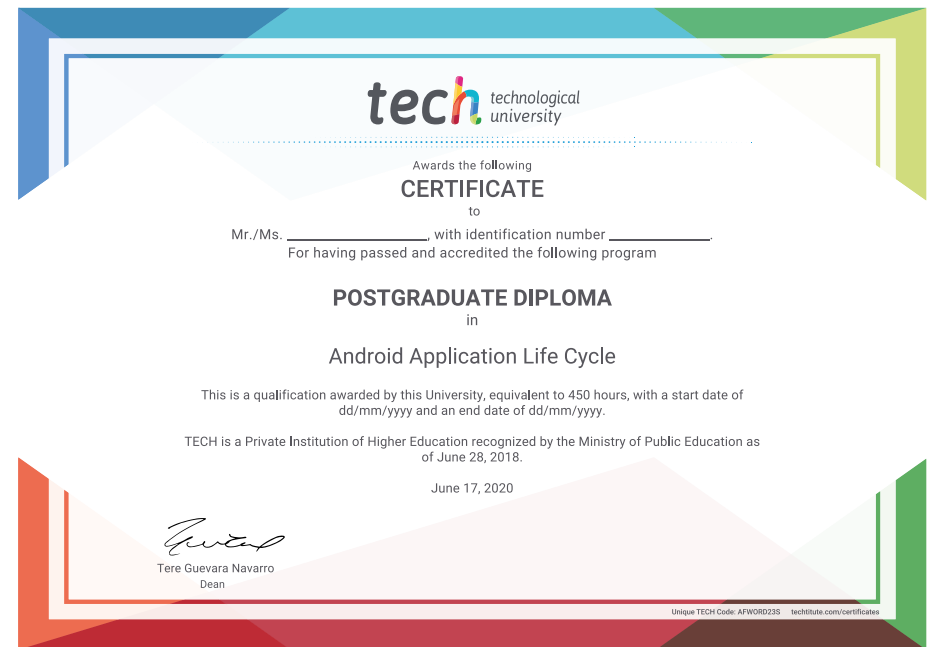 tech technological
university
Awards the following
CERTIFICATE
to
Mr./Ms. ____________________, with identification number ______________.
For having passed and accredited the following program
POSTGRADUATE DIPLOMA
in
Android Application Life Cycle
This is a qualification awarded by this University, equivalent to 450 hours, with a start date of
dd/mm/yyyy and an end date of dd/mm/yyyy.
TECH is a Private Institution of Higher Education recognized by the Ministry of Public Education as
of June 28, 2018.
June 17, 2020
Tere Guevara Navarro
Dean
Unique TECH Code: AFWORD23S techtitute.com/certificates